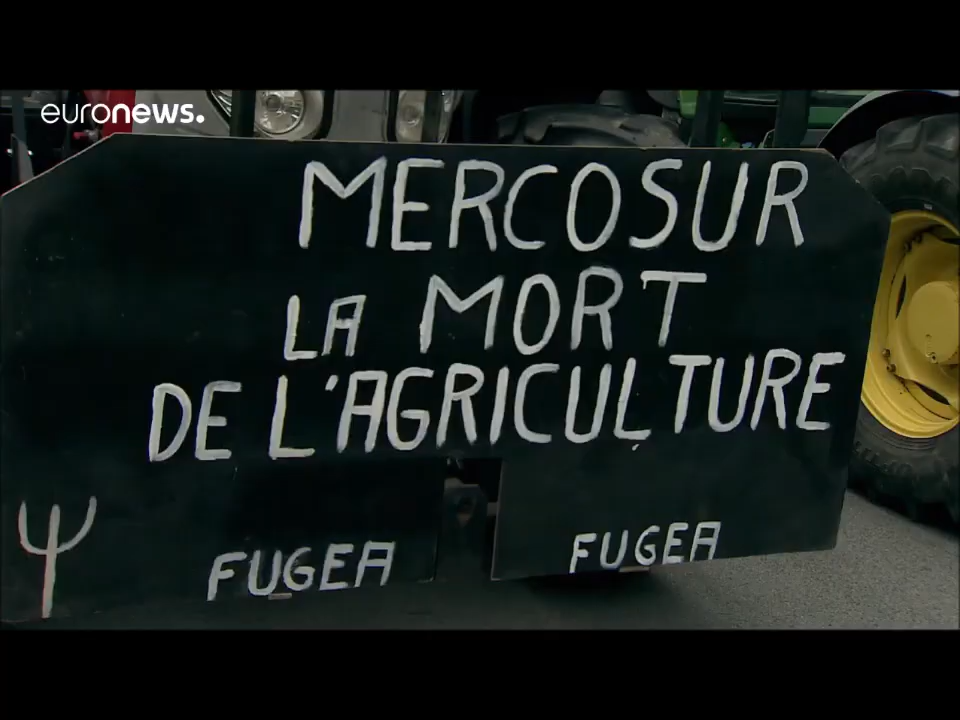 euronews.
MERCOSUR
LA MORT
DE L'AGRICULTURE
FUGEA
FUGEA